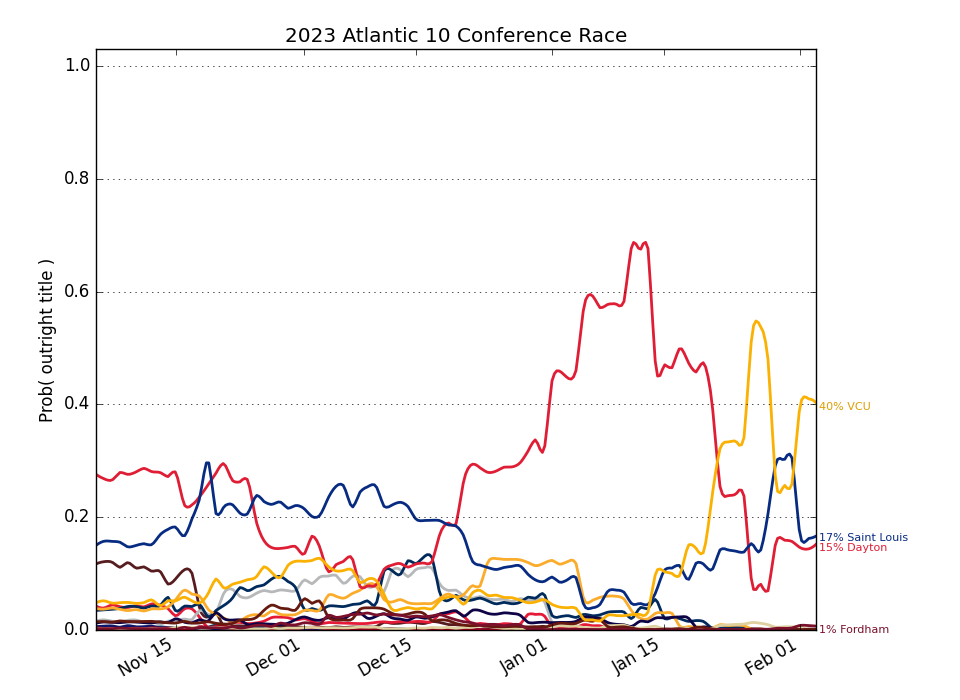 2023 Atlantic 10 Conference Race
Prob( outright title )
1.0
0.8
0.6
0.4
0.2
0.0
40% VCU
17% Saint Louis
15% Dayton
1% Fordham
Nov 15
Dec 01
Dec 15
Jan 01
Jan 15
Feb 01